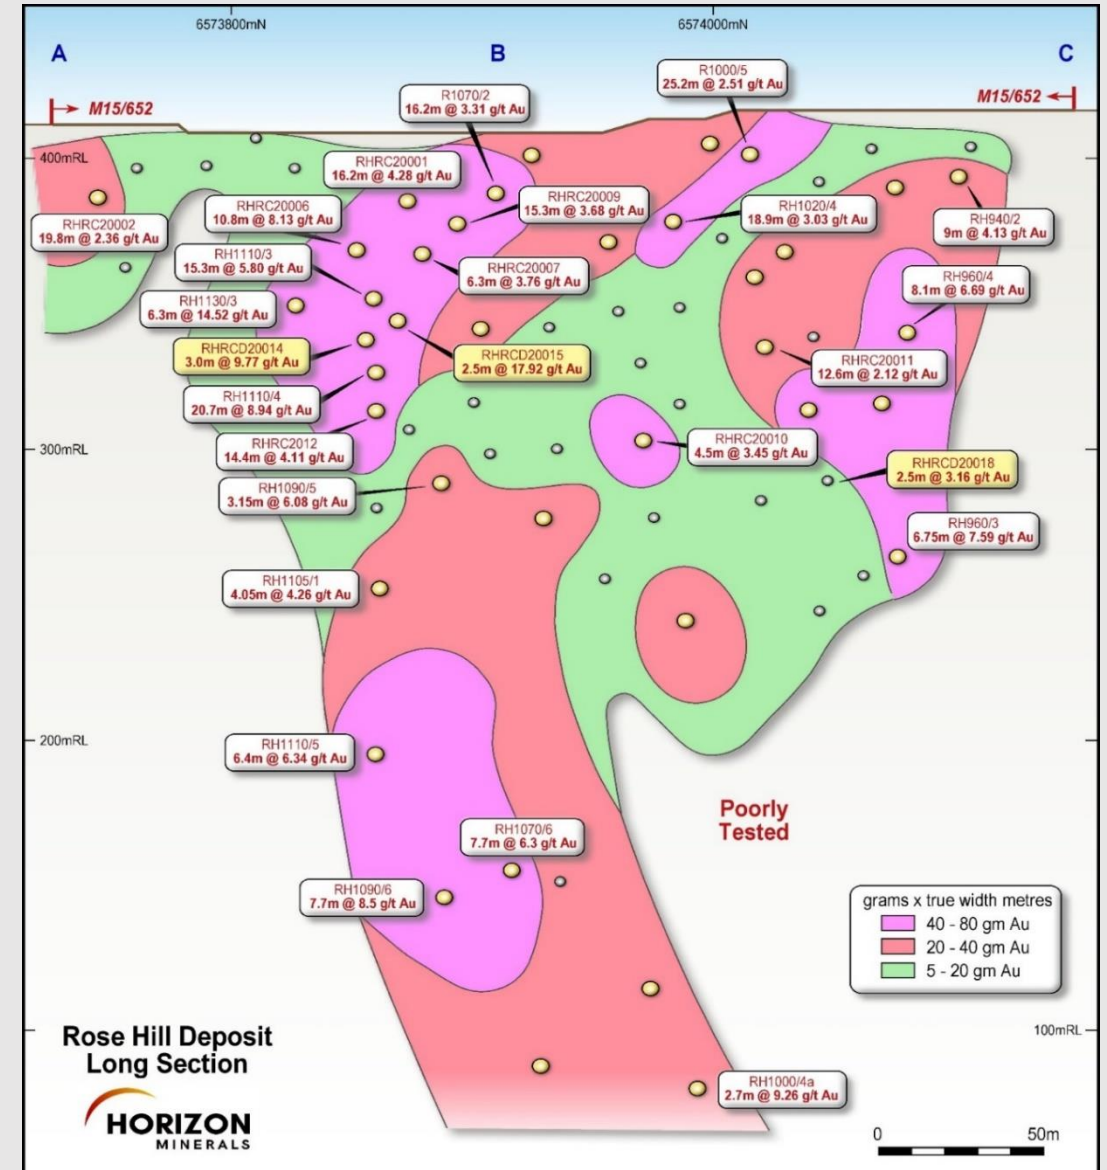 6573800mN
6574000mN
A
B
C
M15/652
M15/652
R1000/5
25.2m @ 2.51 g/t Au
R1070/2
16.2m @ 3.31 g/t Au
400mRL
RHRC20001
16.2m @ 4.28 g/t Au
RHRC20002
19.8m @ 2.36 g/t Au
RHRC20006
10.8m @ 8.13 g/t Au
RHRC20009
15.3m @ 3.68 g/t Au
RH1020/4
18.9m @ 3.03 g/t Au
RH940/2
9m @ 4.13 g/t Au
RH1110/3
15.3m @ 5.80 g/t Au
RHRC20007
6.3m @ 3.76 g/t Au
RH960/4
8.1m @ 6.69 g/t Au
RH1130/3
6.3m @ 14.52 g/t Au
RHRCD20014
3.0m @ 9.77 g/t Au
RHRCD20015
2.5m @ 17.92 g/t Au
RHRC20011
12.6m @ 2.12 g/t Au
RH1110/4
20.7m @ 8.94 g/t Au
RHRC2012
14.4m @ 4.11 g/t Au
RHRC20010
4.5m @ 3.45 g/t Au
300mRL
RHRCD20018
2.5m @ 3.16 g/t Au
RH1090/5
3.15m @ 6.08 g/t Au
RH960/3
6.75m @ 7.59 g/t Au
RH1105/1
4.05m @ 4.26 g/t Au
200mRL
RH1110/5
6.4m @ 6.34 g/t Au
Poorly
Tested
RH1070/6
7.7m @ 6.3 g/t Au
RH1090/6
7.7m @ 8.5 g/t Au
grams x true width metres
40 - 80 gm Au
20 - 40 gm Au
5 - 20 gm Au
100mRL
Rose Hill Deposit
Long Section
HORIZON
MINERALS
RH1000/4a
2.7m @ 9.26 g/t Au
0
50m